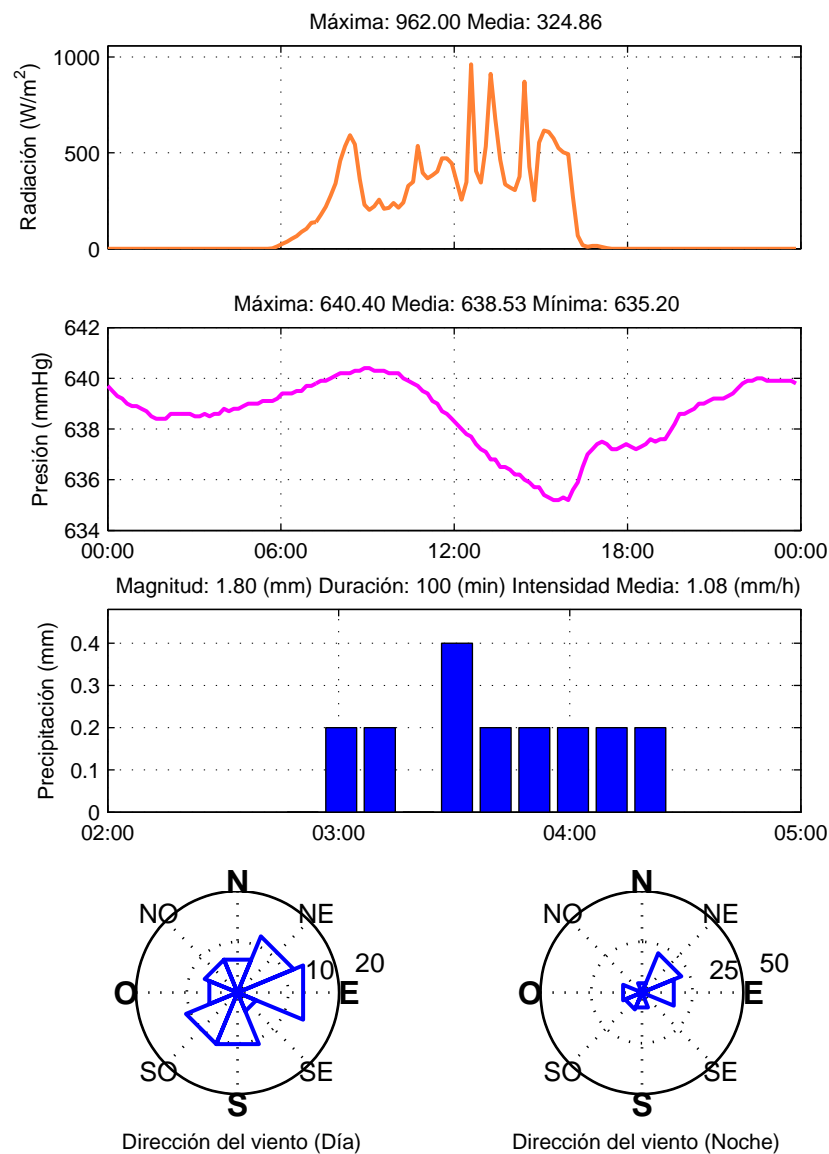 Máxima: 962.00 Media: 324.86
1000
500
0
Radiación (W/m²)
Máxima: 640.40 Media: 638.53 Mínima: 635.20
642
640
638
636
634
Presión (mmHg)
00:00 06:00 12:00 18:00 00:00
Magnitud: 1.80 (mm) Duración: 100 (min) Intensidad Media: 1.08 (mm/h)
0.4
0.3
0.2
0.1
0
Precipitación (mm)
02:00 03:00 04:00 05:00
N
NO NE
10 20
O E
SO SE
S
Dirección del viento (Día)
N
NO NE
25 50
O E
SO SE
S
Dirección del viento (Noche)